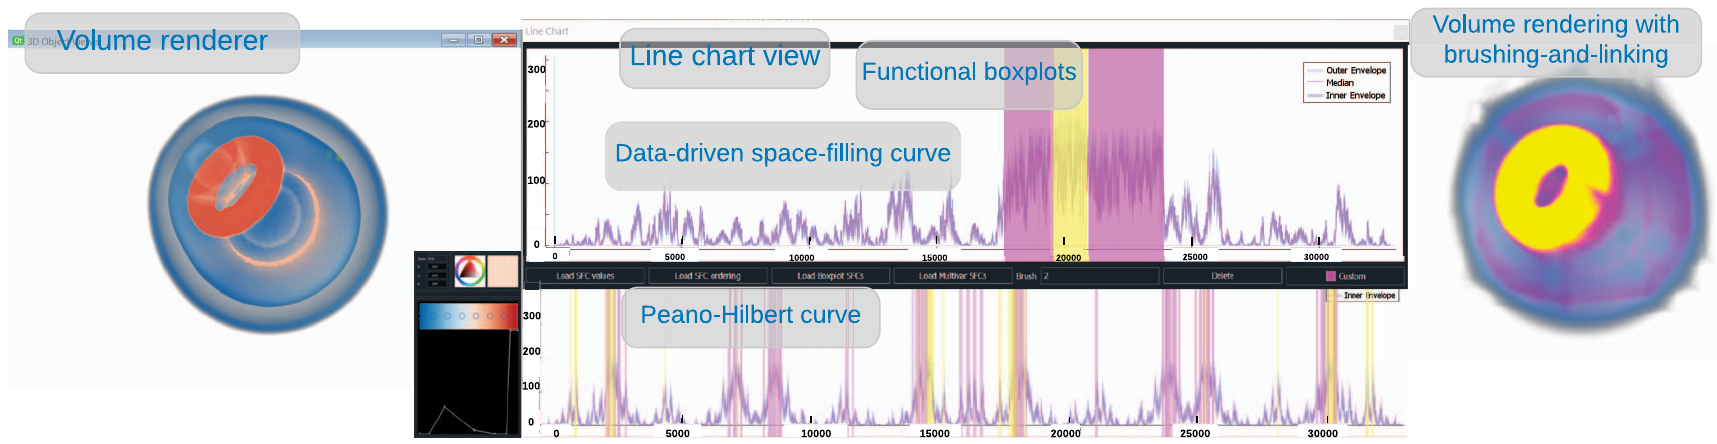 Volume renderer
3D Object Viewer
Line Chart
Line chart view
Functional boxplots
Data-driven space-filling curve
Outer Envelope
Median
Inner Envelope
300
200
100
0
0 5000 10000 15000 20000 25000 30000
Load SFC values Load SFC ordering Load Boxplot SFCs Load Multivar SFCs Brush 2 Delete Custom
Peano-Hilbert curve
Inner Envelope
300
200
100
0
0 5000 10000 15000 20000 25000 30000
Volume rendering with
brushing-and-linking